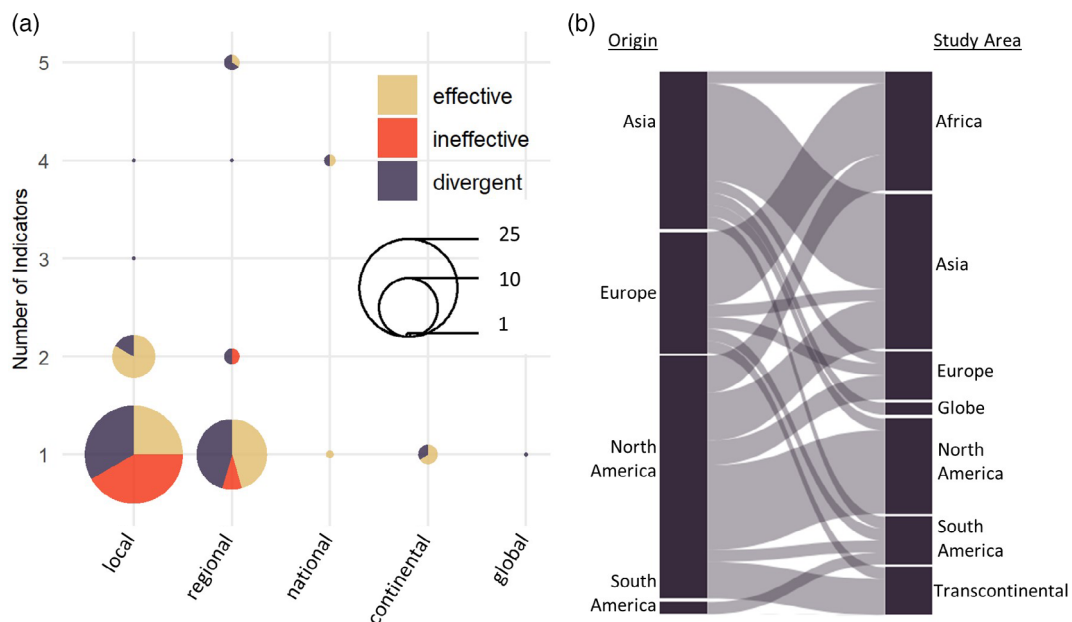 (a)
Number of Indicators
5
4
3
2
1
effective
ineffective
divergent
25
10
1
local
regional
national
continental
global
(b)
Origin
Study Area
Asia
Europe
North
America
South
America
Africa
Asia
Europe
Globe
North
America
South
America
Transcontinental